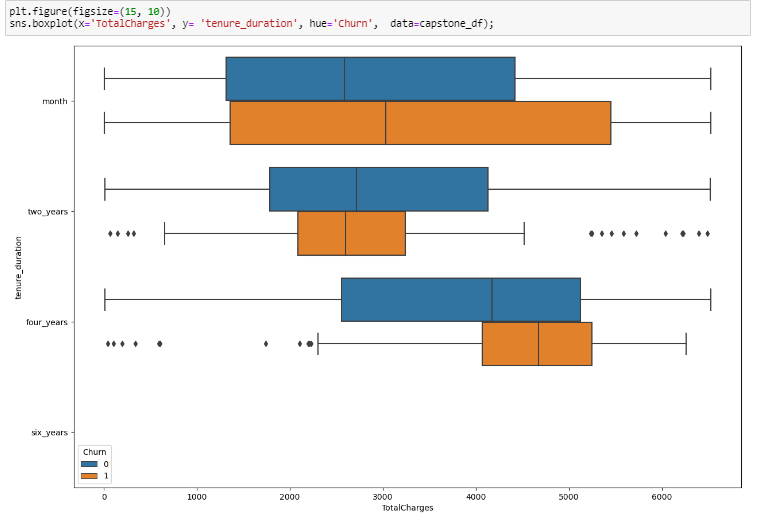 plt.figure(figsize=(15, 10))
sns.boxplot(x='TotalCharges', y= 'tenure_duration', hue='Churn',  data=capstone_df);
month
two_years
four_years
six_years
tenure_duration
Churn
0
1
0 1000 2000 3000 4000 5000 6000
TotalCharges